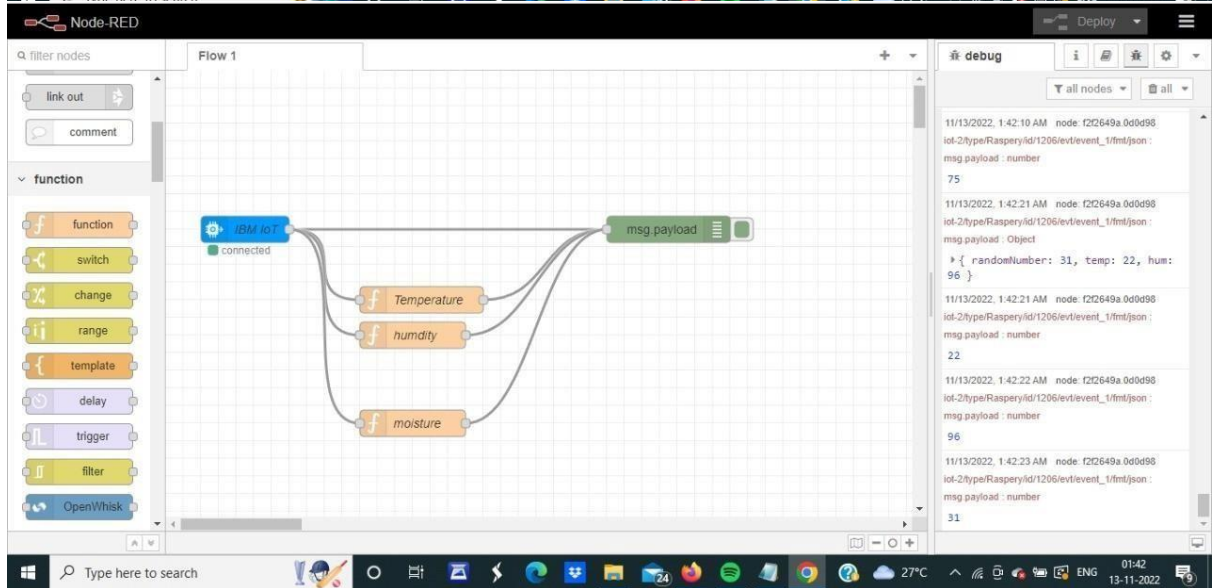 Node-RED
Deploy
filter nodes
Flow 1
debug
i
all nodes
all
link out
comment
function
function
switch
change
range
template
delay
trigger
filter
OpenWhisk
IBM IoT
connected
Temperature
humdity
moisture
msg.payload
11/13/2022, 1:42:10 AM node: f2f2649a.0d0d98
iot-2/type/Raspery/id/1206/evt/event_1/fmt/json :
msg.payload : number
75
11/13/2022, 1:42:21 AM node: f2f2649a.0d0d98
iot-2/type/Raspery/id/1206/evt/event_1/fmt/json :
msg.payload : Object
{ randomNumber: 31, temp: 22, hum:
96 }
11/13/2022, 1:42:21 AM node: f2f2649a.0d0d98
iot-2/type/Raspery/id/1206/evt/event_1/fmt/json :
msg.payload : number
22
11/13/2022, 1:42:22 AM node: f2f2649a.0d0d98
iot-2/type/Raspery/id/1206/evt/event_1/fmt/json :
msg.payload : number
96
11/13/2022, 1:42:23 AM node: f2f2649a.0d0d98
iot-2/type/Raspery/id/1206/evt/event_1/fmt/json :
msg.payload : number
31
Type here to search
24
27°C
ENG
01:42
13-11-2022
9